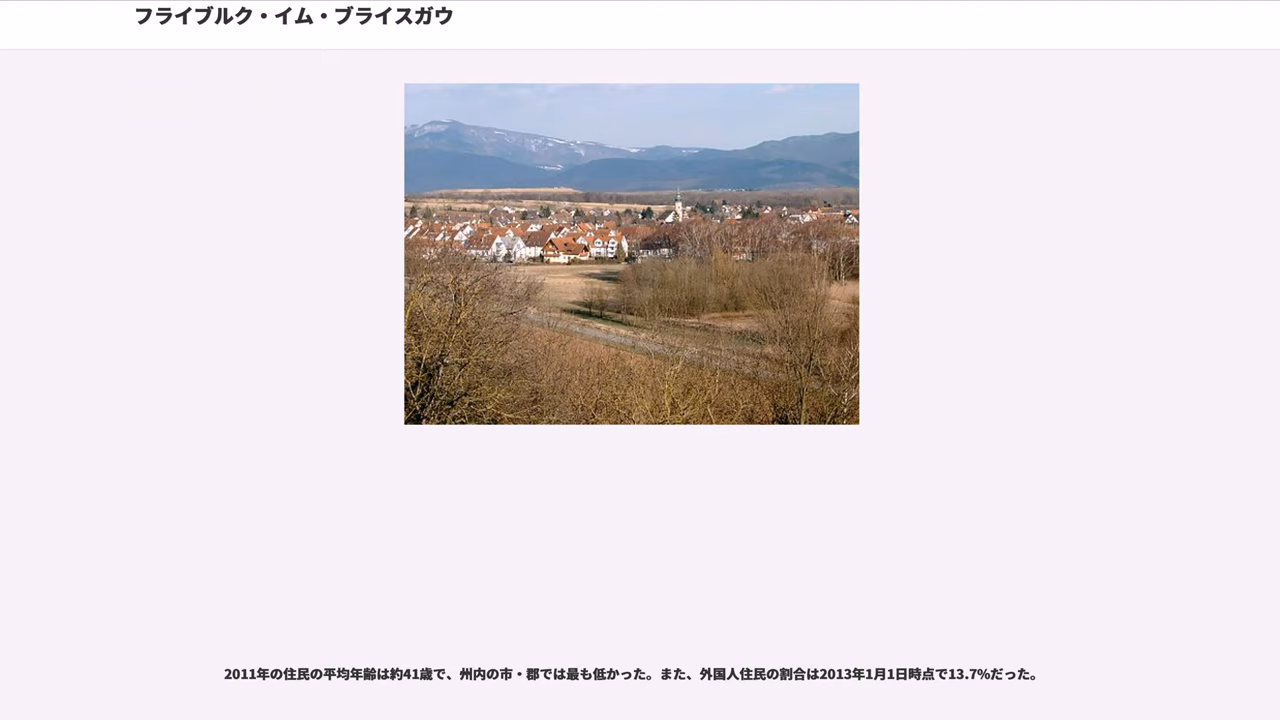 フライブルク・イム・ブライスガウ
2011年の住民の平均年齢は約41歳で、州内の市・郡では最も低かった。また、外国人住民の割合は2013年1月1日時点で13.7%だった。